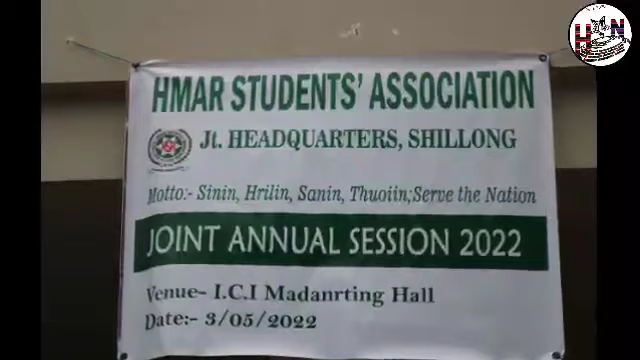 HMAR STUDENTS' ASSOCIATION
Jt. HEADQUARTERS, SHILLONG
Motto:- Sinin, Hrilin, Sanin, Thuoiin;Serve the Nation
JOINT ANNUAL SESSION 2022
Venue- I.C.I Madanrting Hall
Date:- 3/05/2022
H N